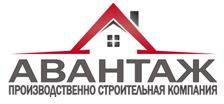 АВАНТАЖ
ПРОИЗВОДСТВЕННО СТРОИТЕЛЬНАЯ КОМПАНИЯ